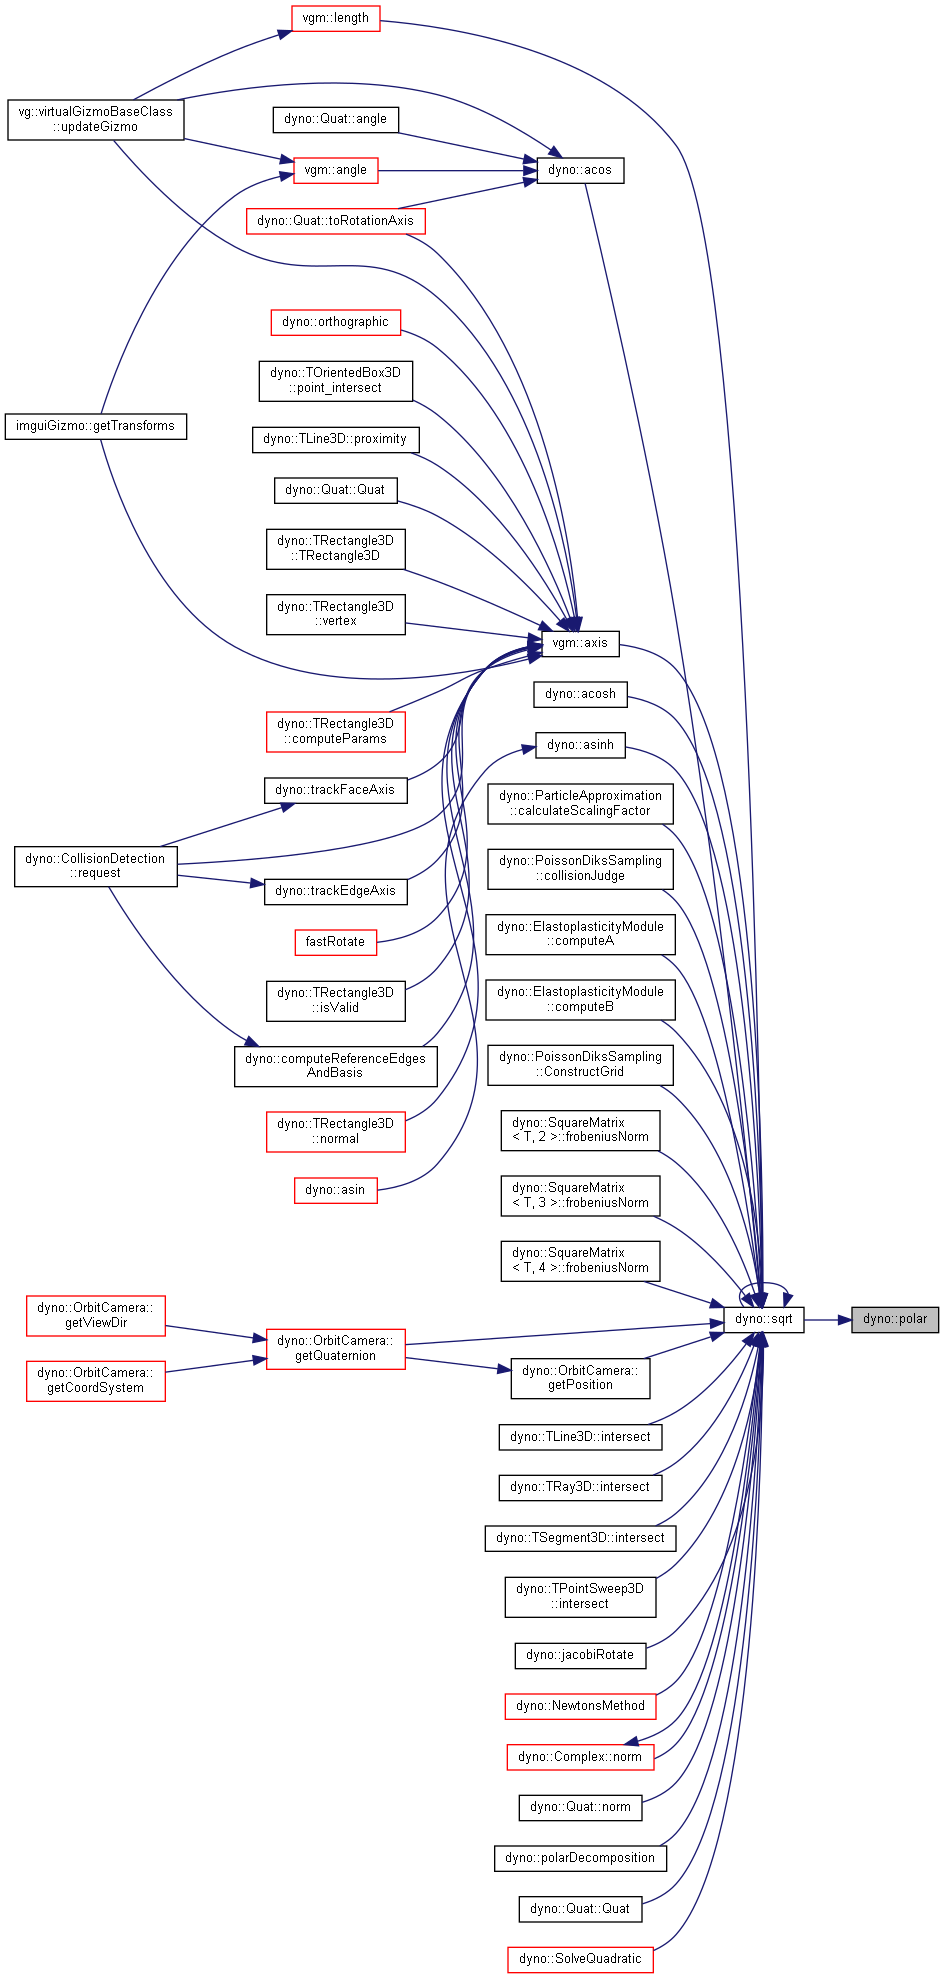 vgm::length
vg::virtualGizmoBaseClass
::updateGizmo
dyno::Quat::angle
vgm::angle
dyno::acos
dyno::Quat::toRotationAxis
dyno::orthographic
dyno::TOrientedBox3D
::point_intersect
imguiGizmo::getTransforms
dyno::TLine3D::proximity
dyno::Quat::Quat
dyno::TRectangle3D
::TRectangle3D
dyno::TRectangle3D
::vertex
vgm::axis
dyno::acosh
dyno::TRectangle3D
::computeParams
dyno::asinh
dyno::trackFaceAxis
dyno::ParticleApproximation
::calculateScalingFactor
dyno::CollisionDetection
::request
dyno::PoissonDiksSampling
::collisionJudge
dyno::trackEdgeAxis
dyno::ElastoplasticityModule
::computeA
fastRotate
dyno::TRectangle3D
::isValid
dyno::ElastoplasticityModule
::computeB
dyno::computeReferenceEdges
AndBasis
dyno::PoissonDiksSampling
::ConstructGrid
dyno::TRectangle3D
::normal
dyno::SquareMatrix
< T, 2 >::frobeniusNorm
dyno::asin
dyno::SquareMatrix
< T, 3 >::frobeniusNorm
dyno::SquareMatrix
< T, 4 >::frobeniusNorm
dyno::OrbitCamera::
getViewDir
dyno::sqrt
dyno::polar
dyno::OrbitCamera::
getQuaternion
dyno::OrbitCamera::
getCoordSystem
dyno::OrbitCamera::
getPosition
dyno::TLine3D::intersect
dyno::TRay3D::intersect
dyno::TSegment3D::intersect
dyno::TPointSweep3D
::intersect
dyno::jacobiRotate
dyno::NewtonsMethod
dyno::Complex::norm
dyno::Quat::norm
dyno::polarDecomposition
dyno::Quat::Quat
dyno::SolveQuadratic